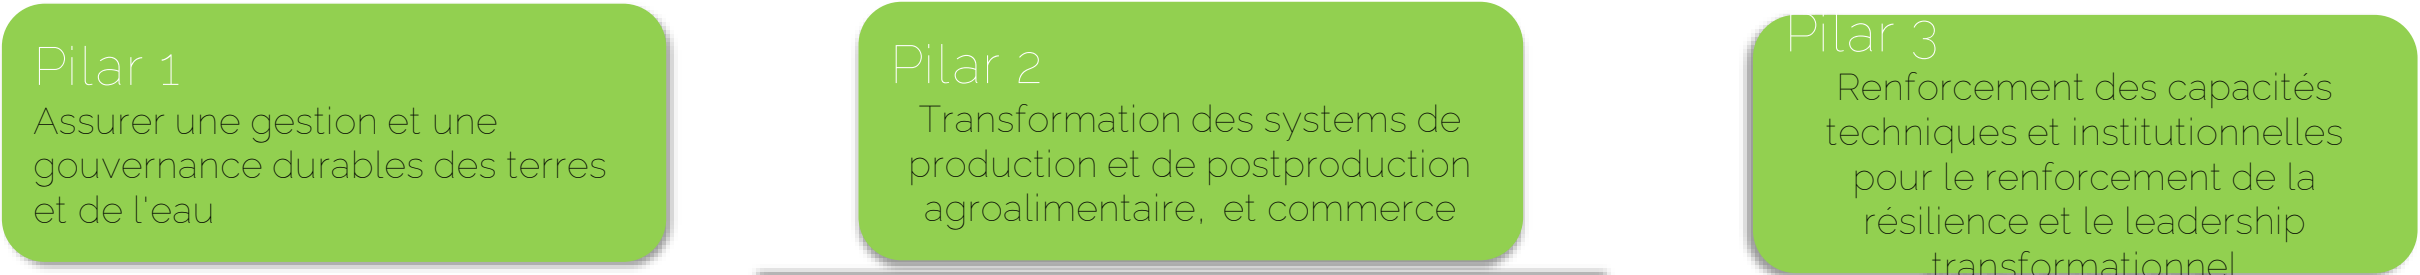 Pilar 1
Assurer une gestion et une
gouvernance durables des terres
et de l'eau
Pilar 2
Transformation des systems de
production et de postproduction
agroalimentaire, et commerce
Pilar 3
Renforcement des capacités
techniques et institutionnelles
pour le renforcement de la
résilience et le leadership
transformationnel